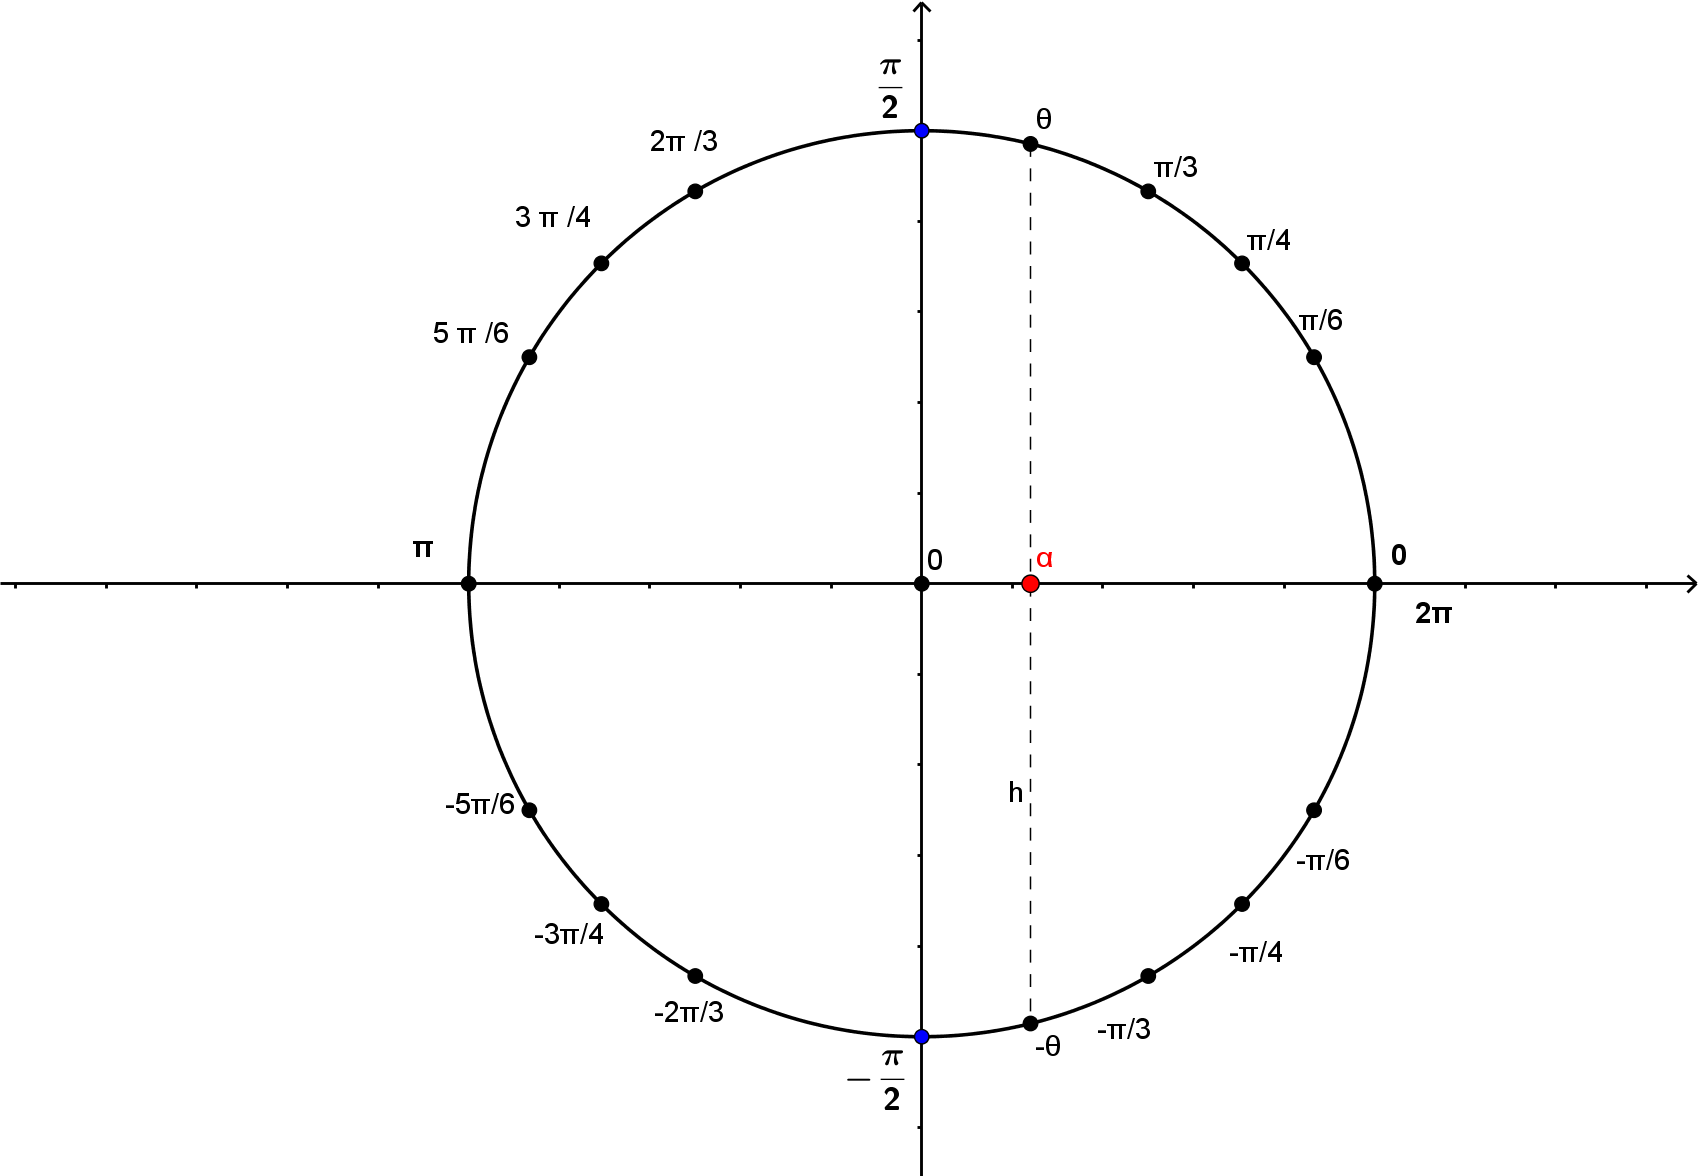 π
2
θ
2π /3
π/3
3 π /4
π/4
5 π /6
π/6
π
0
α
0
2π
h
-5π/6
-π/6
-3π/4
-π/4
-2π/3
-π/3
-θ
− π
2